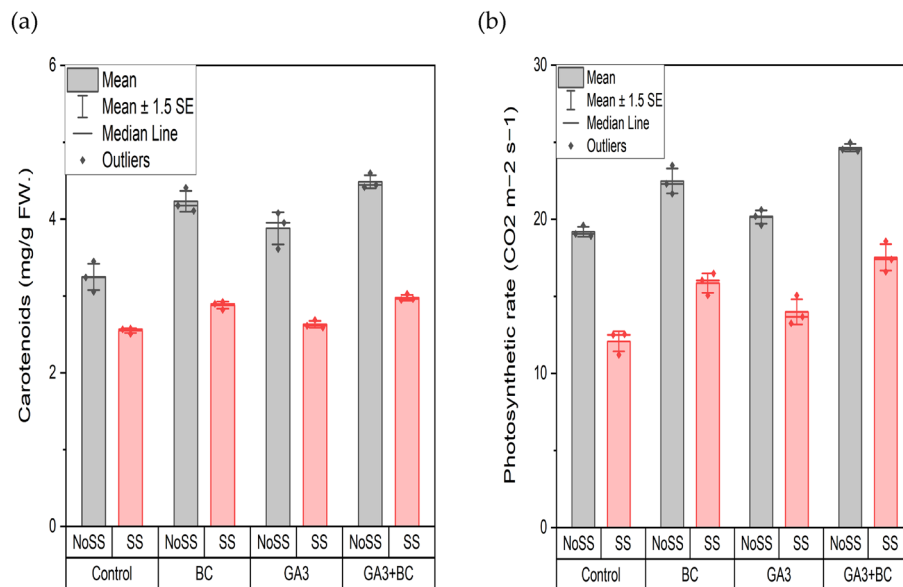 (a)
Carotenoids (mg/g FW.)
6
4
2
0
Mean
Mean ± 1.5 SE
Median Line
Outliers
NoSS SS NoSS SS NoSS SS NoSS SS
Control BC GA3 GA3+BC
(b)
Photosynthetic rate (CO2 m−2 s−1)
30
20
10
0
Mean
Mean ± 1.5 SE
Median Line
Outliers
NoSS SS NoSS SS NoSS SS NoSS SS
Control BC GA3 GA3+BC